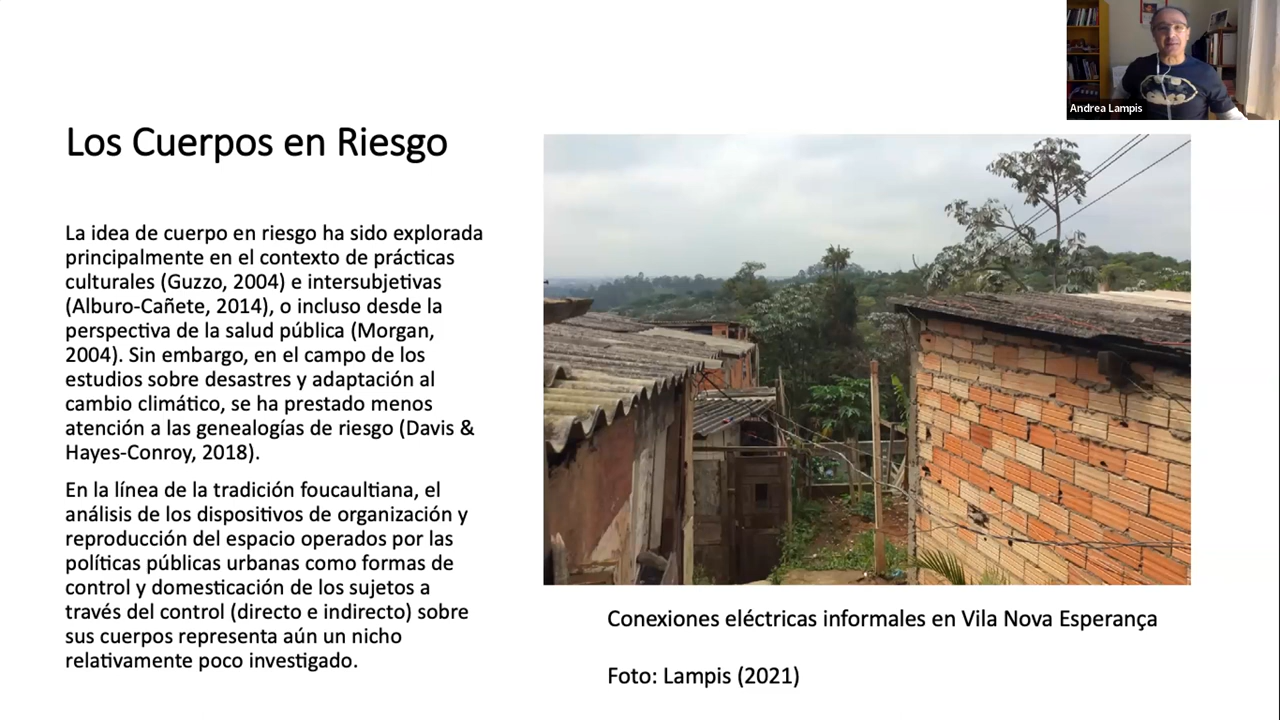 Andrea Lampis
Los Cuerpos en Riesgo
La idea de cuerpo en riesgo ha sido explorada
principalmente en el contexto de prácticas
culturales (Guzzo, 2004) e intersubjetivas
(Alburo-Cañete, 2014), o incluso desde la
perspectiva de la salud pública (Morgan,
2004). Sin embargo, en el campo de los
estudios sobre desastres y adaptación al
cambio climático, se ha prestado menos
atención a las genealogías de riesgo (Davis &
Hayes-Conroy, 2018).
En la línea de la tradición foucaultiana, el
análisis de los dispositivos de organización y
reproducción del espacio operados por las
políticas públicas urbanas como formas de
control y domesticación de los sujetos a
través del control (directo e indirecto) sobre
sus cuerpos representa aún un nicho
relativamente poco investigado.
Conexiones eléctricas informales en Vila Nova Esperança
Foto: Lampis (2021)